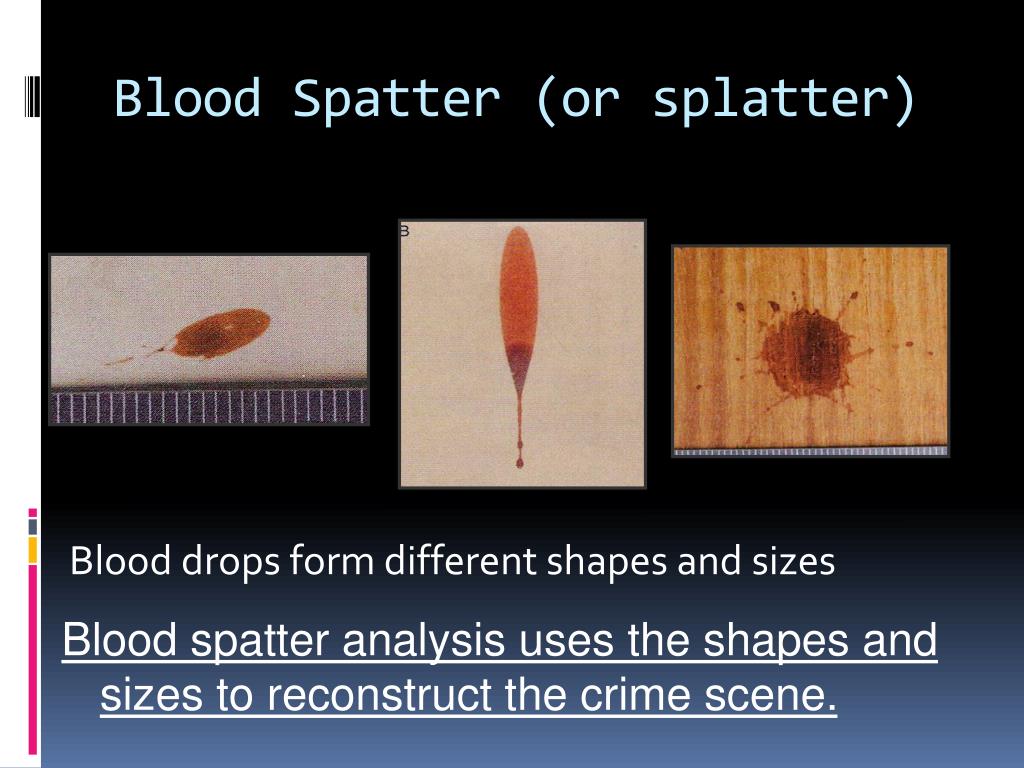 Blood Spatter (or splatter)
B
Blood drops form different shapes and sizes
Blood spatter analysis uses the shapes and
sizes to reconstruct the crime scene.